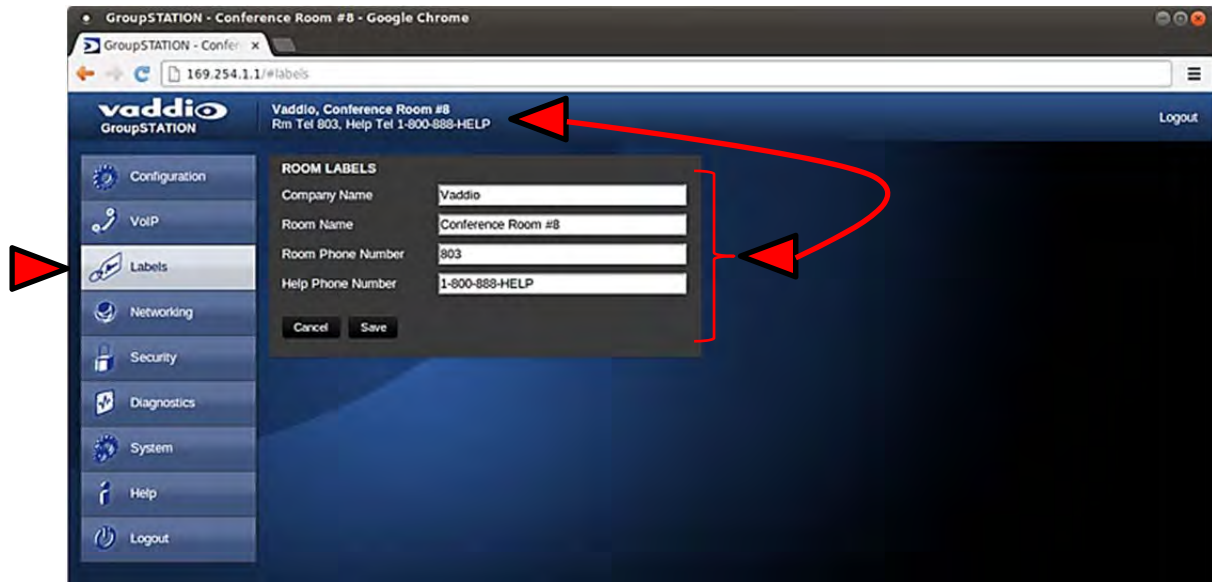 GroupSTATION - Conference Room #8 - Google Chrome
GroupSTATION - Confer
169.254.1.1/#labels
vaddio
GroupSTATION
Vaddio, Conference Room #8
Rm Tel 803, Help Tel 1-800-888-HELP
Logout
Configuration
VoIP
Labels
Networking
Security
Diagnostics
System
Help
Logout
ROOM LABELS
Company Name Vaddio
Room Name Conference Room #8
Room Phone Number 803
Help Phone Number 1-800-888-HELP
Cancel Save